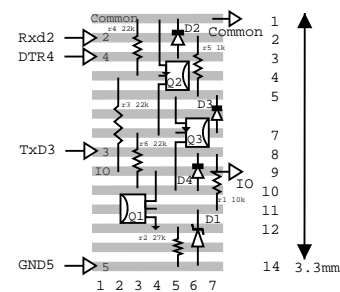 Common
1
Rxd2
2
r4 22k
D2
Common
2
r5 1k
DTR4
4
3
4
Q2
5
r3 22k
D3
7
Q3
r6 22k
8
TxD3
3
9
IO
D4
IO
10
r1 10k
11
Q1
D1
12
r2 27k
GND5
5
14 3.3mm
1 2 3 4 5 6 7